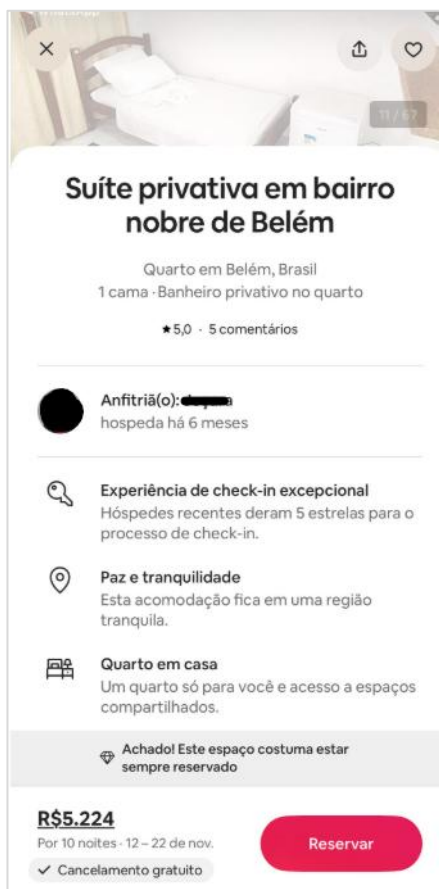 11 / 67
Suíte privativa em bairro
nobre de Belém
Quarto em Belém, Brasil
1 cama · Banheiro privativo no quarto
★ 5,0 · 5 comentários
Anfitriã(o):
hospeda há 6 meses
Experiência de check-in excepcional
Hóspedes recentes deram 5 estrelas para o
processo de check-in.
Paz e tranquilidade
Esta acomodação fica em uma região
tranquila.
Quarto em casa
Um quarto só para você e acesso a espaços
compartilhados.
Achado! Este espaço costuma estar
sempre reservado
R$5.224
Por 10 noites · 12 – 22 de nov.
Reservar
Cancelamento gratuito